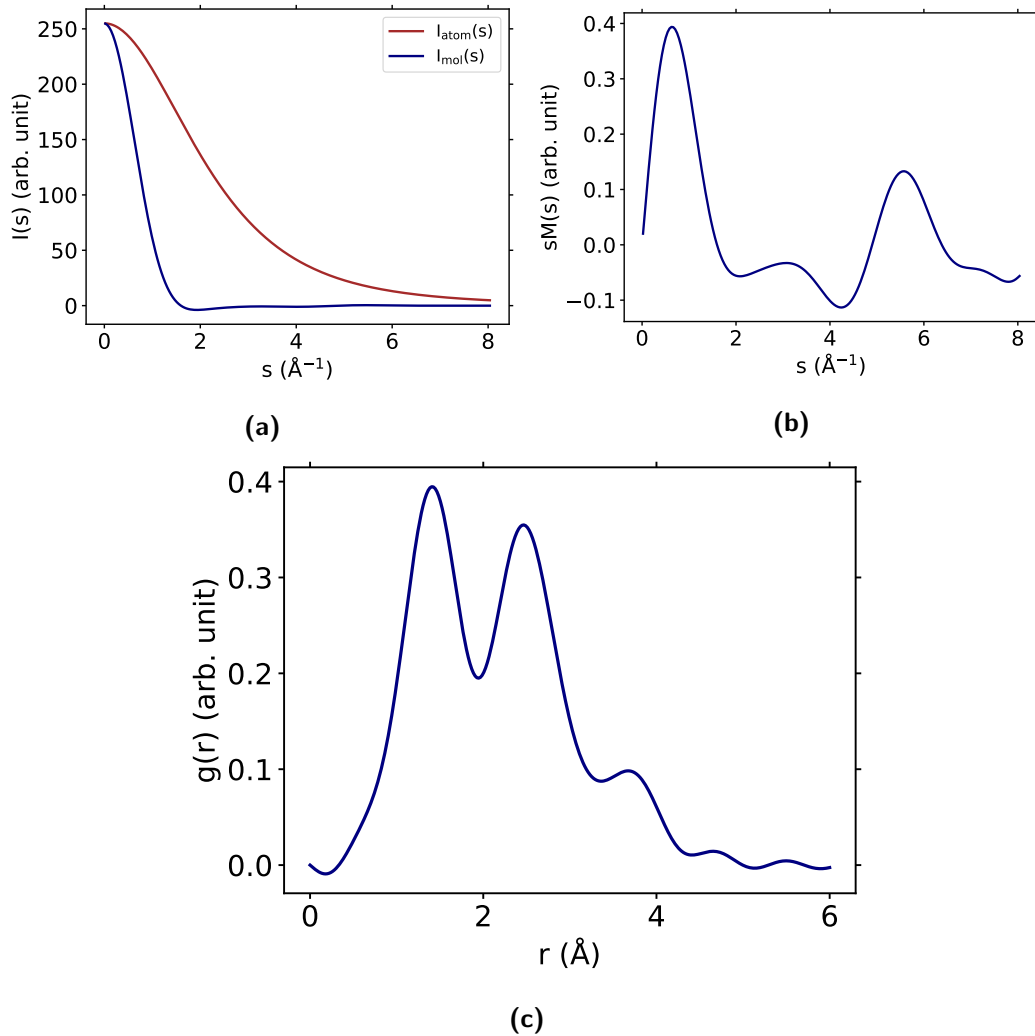 I(s) (arb. unit)
250
200
150
100
50
0
I_atom(s)
I_mol(s)
0 2 4 6 8
s (Å⁻¹)
(a)
sM(s) (arb. unit)
0.4
0.3
0.2
0.1
0.0
−0.1
0 2 4 6 8
s (Å⁻¹)
(b)
g(r) (arb. unit)
0.4
0.3
0.2
0.1
0.0
0 2 4 6
r (Å)
(c)